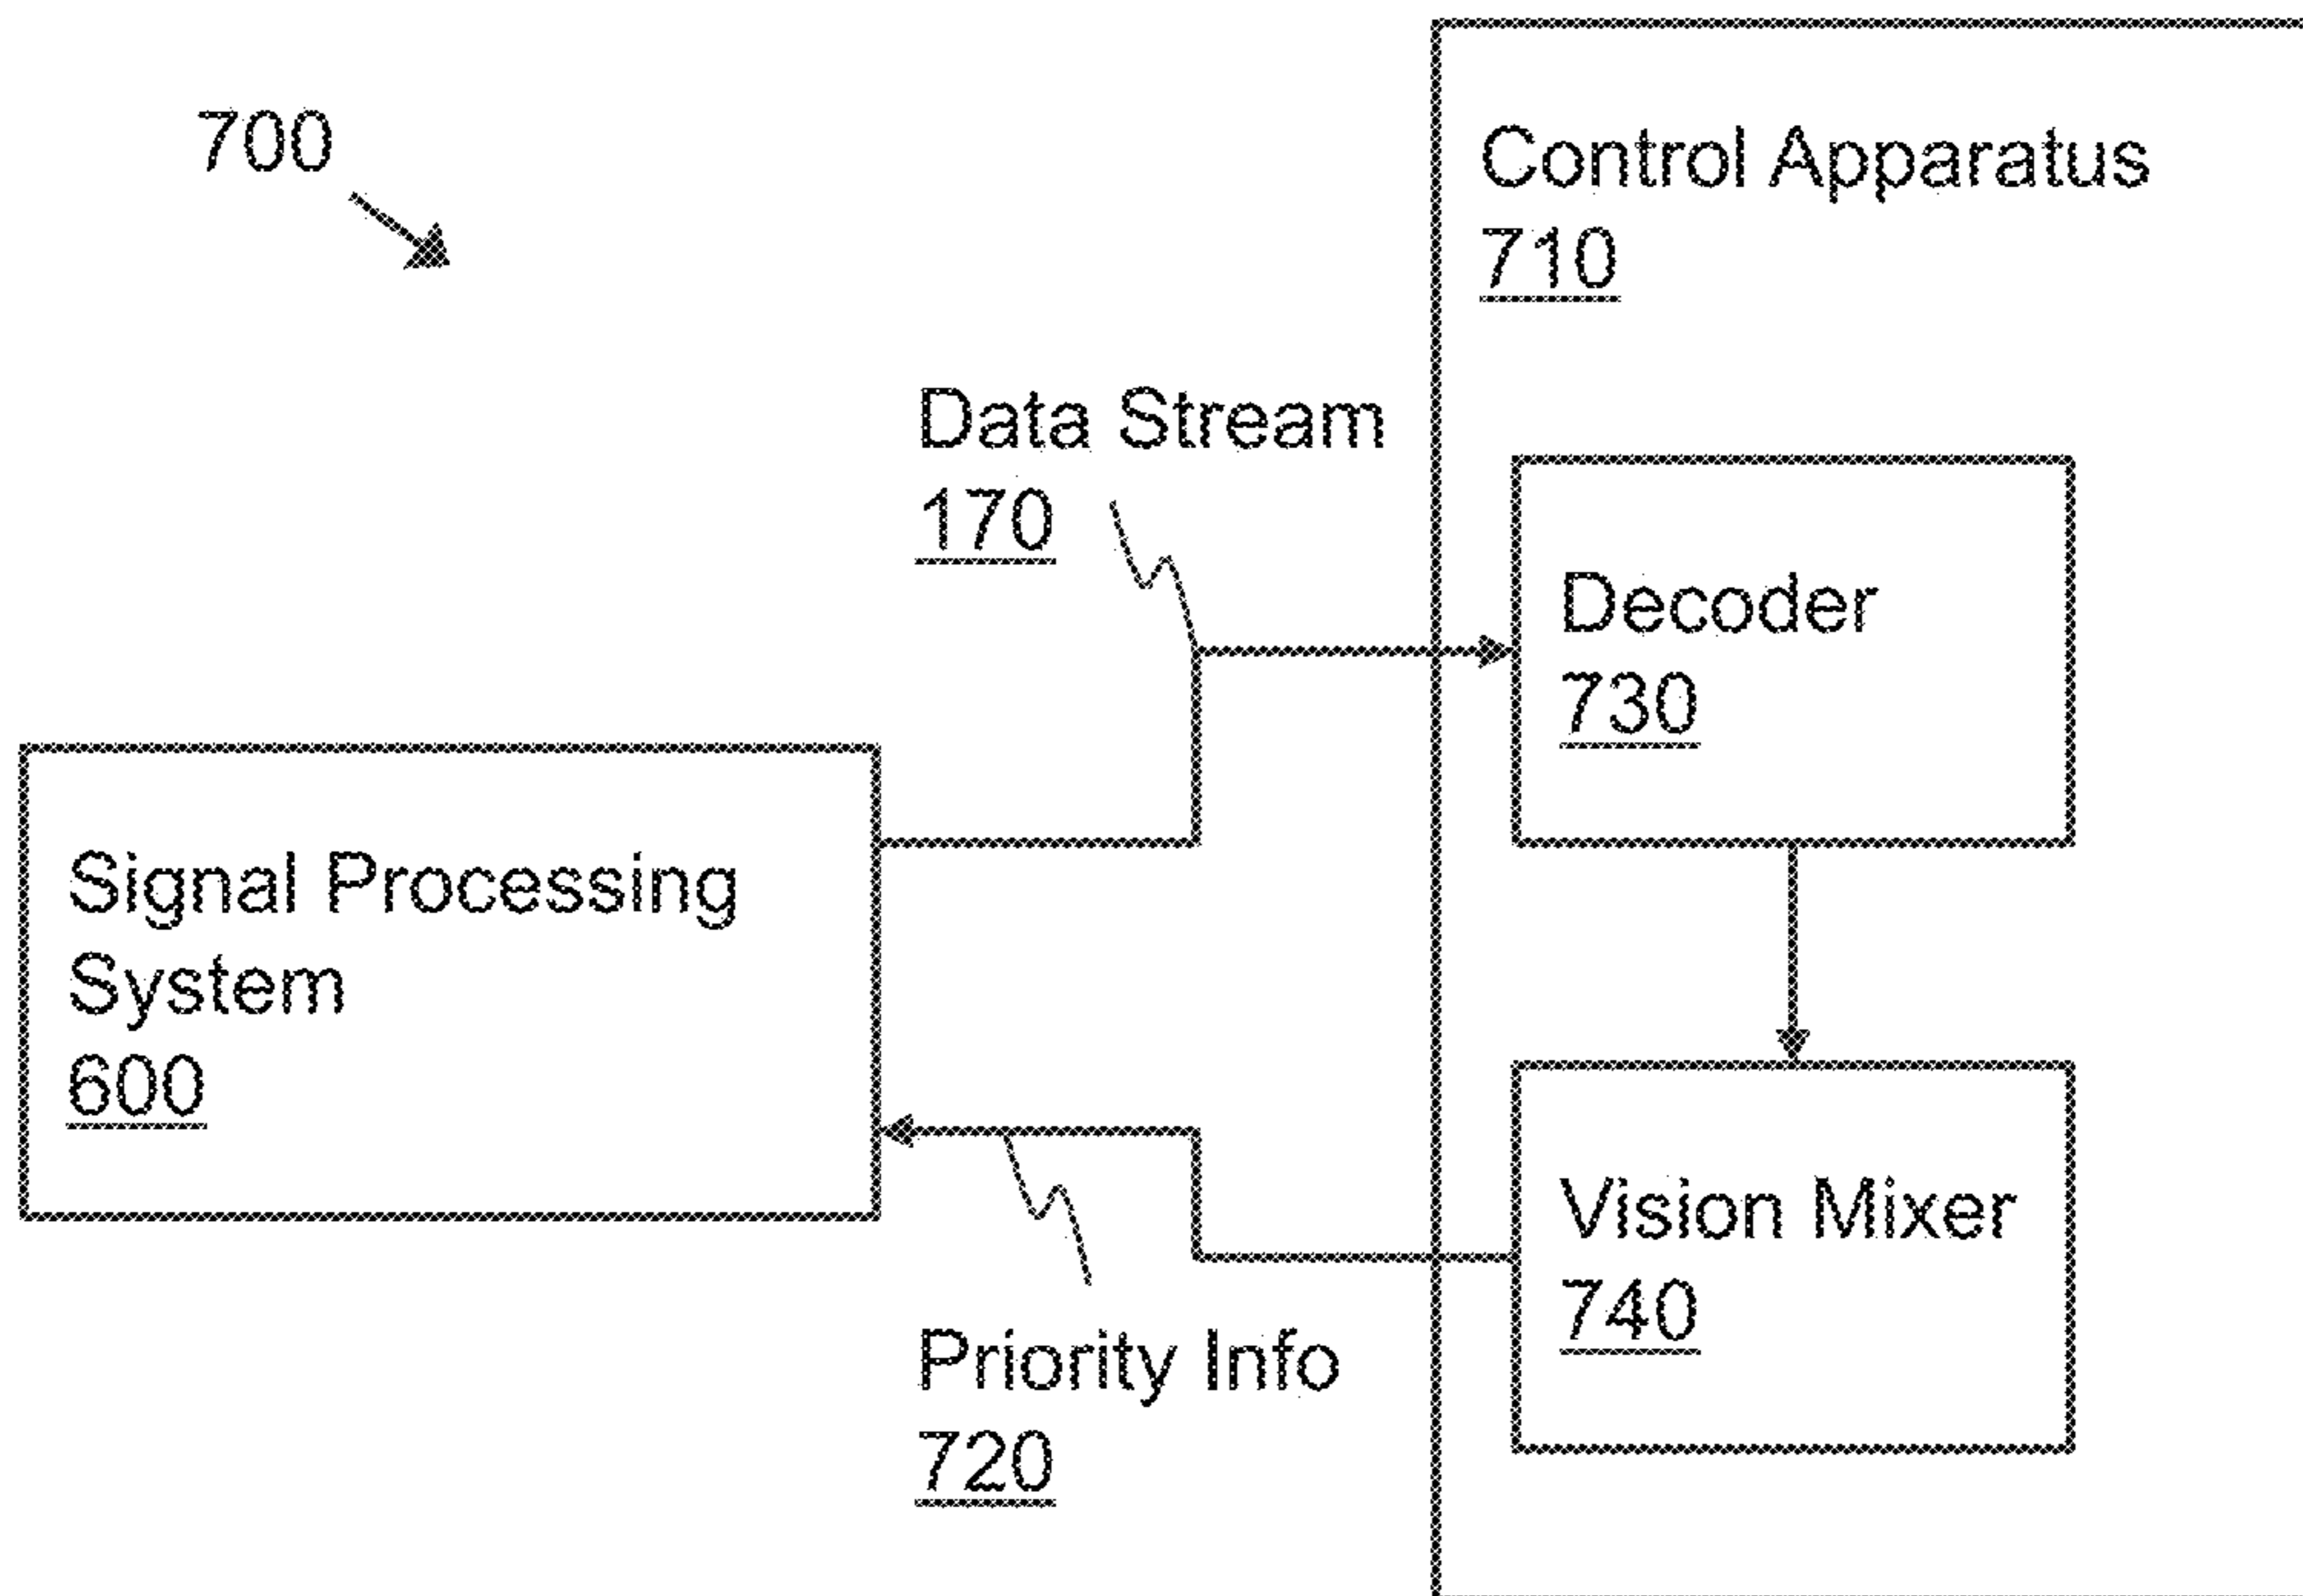 700
Control Apparatus
710
Data Stream
170
Decoder
730
Signal Processing
System
600
Vision Mixer
740
Priority Info
720